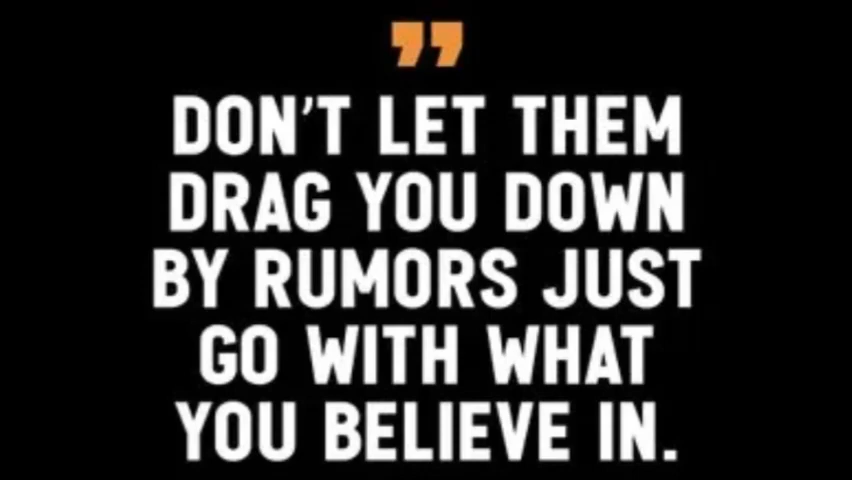 ”
DON’T LET THEM
DRAG YOU DOWN
BY RUMORS JUST
GO WITH WHAT
YOU BELIEVE IN.